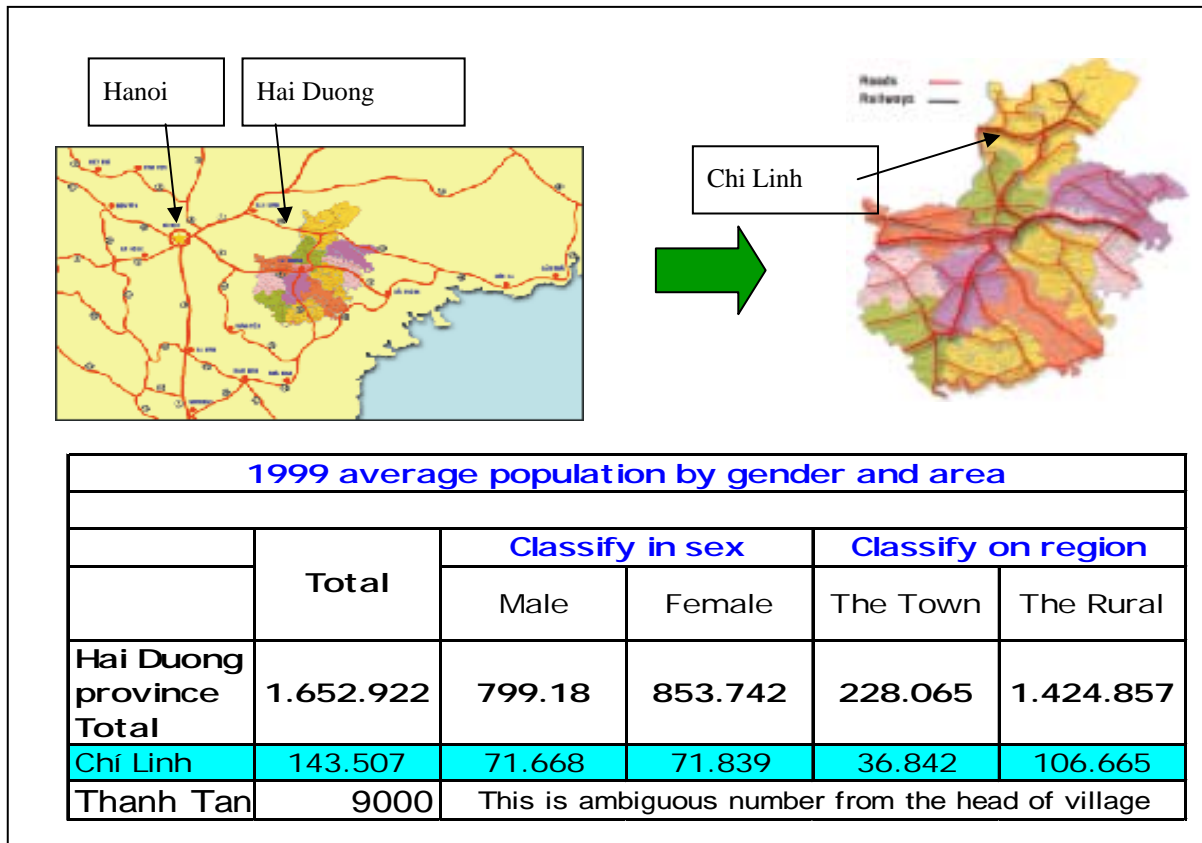 Hanoi
Hai Duong
Roads
Railways
Chi Linh
1999 average population by gender and area
Total
Classify in sex
Classify on region
Male
Female
The Town
The Rural
Hai Duong province Total
1.652.922
799.18
853.742
228.065
1.424.857
Chí Linh
143.507
71.668
71.839
36.842
106.665
Thanh Tan
9000
This is ambiguous number from the head of village